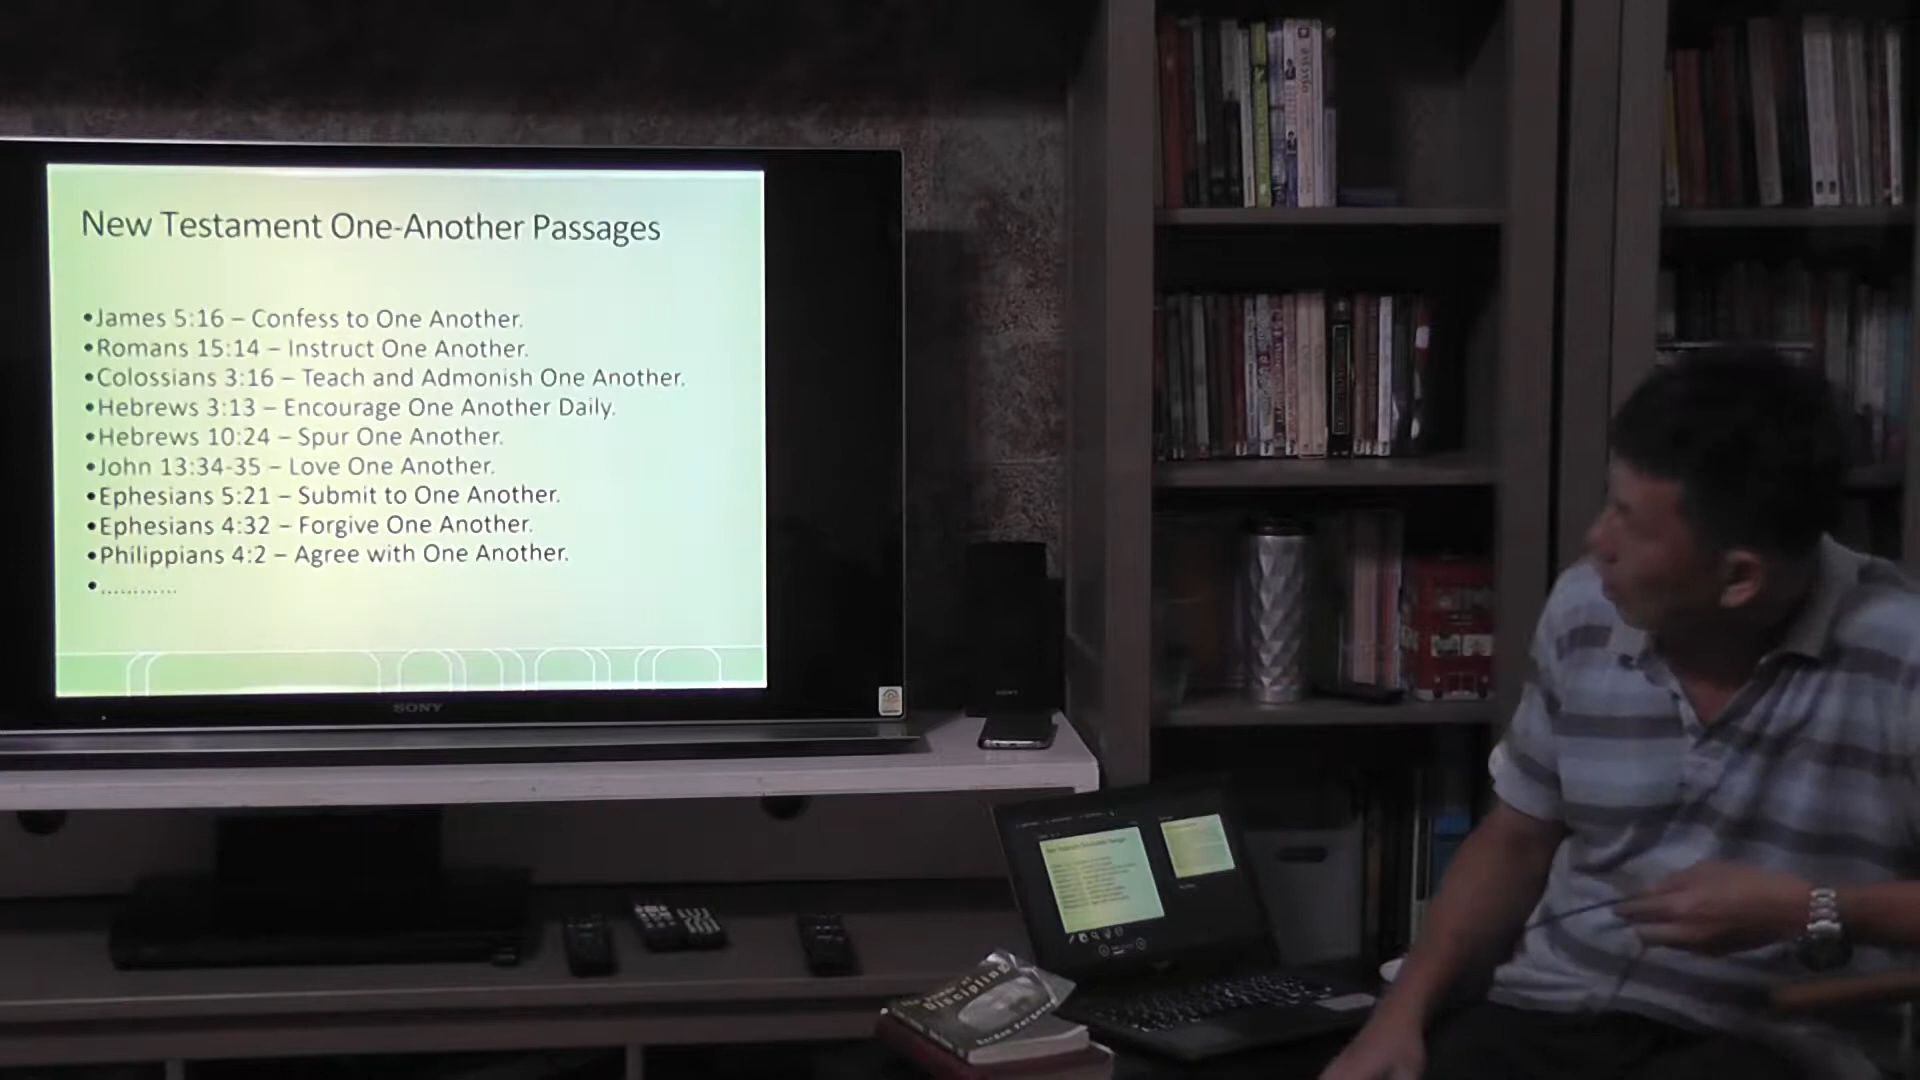 New Testament One-Another Passages
•James 5:16 – Confess to One Another.
•Romans 15:14 – Instruct One Another.
•Colossians 3:16 – Teach and Admonish One Another.
•Hebrews 3:13 – Encourage One Another Daily.
•Hebrews 10:24 – Spur One Another.
•John 13:34-35 – Love One Another.
•Ephesians 5:21 – Submit to One Another.
•Ephesians 4:32 – Forgive One Another.
•Philippians 4:2 – Agree with One Another.
•............
SONY
SONY
Discipling
Gordon Ferguson